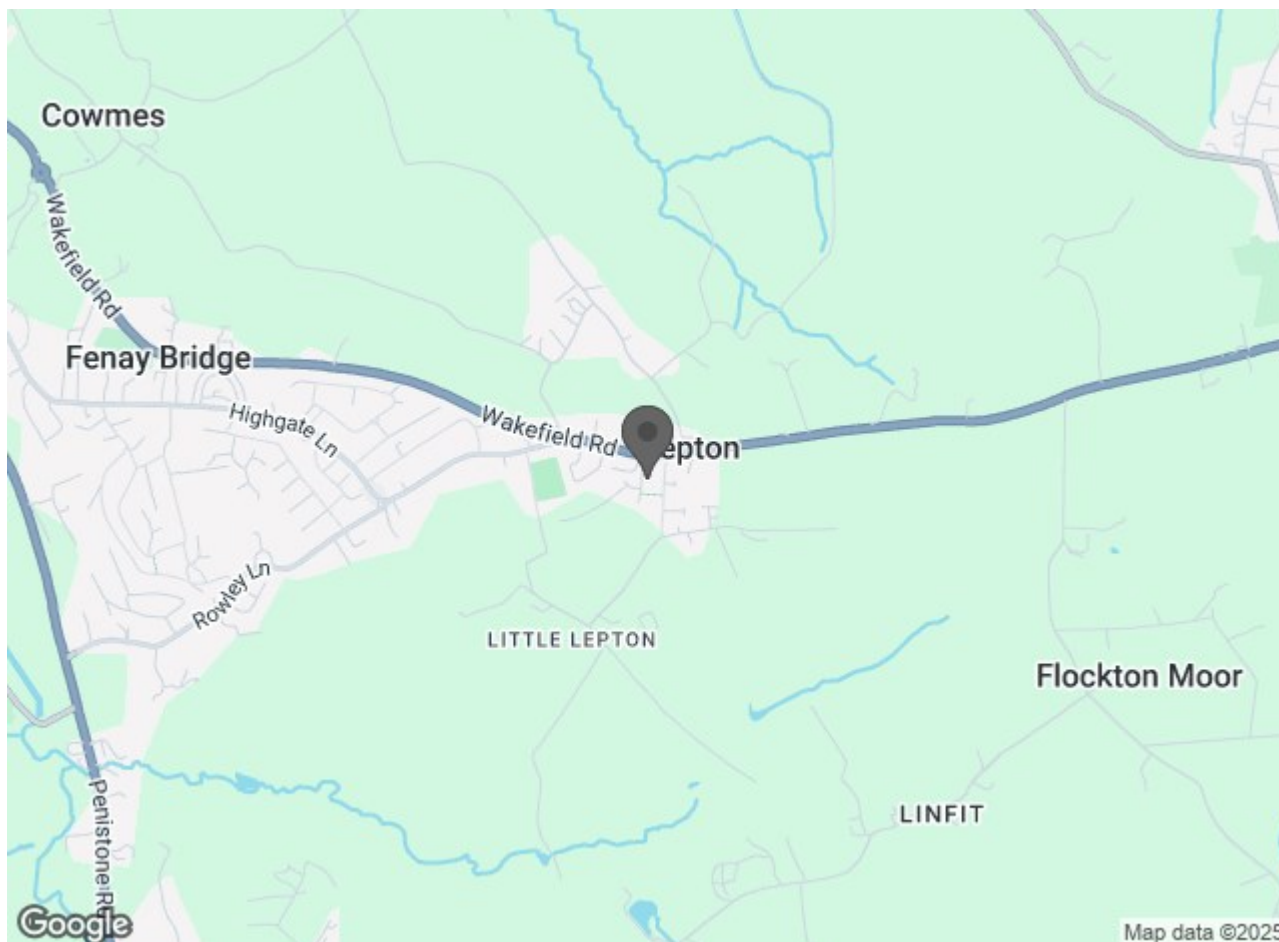 Cowmes
Wakefield Rd
Fenay Bridge
Highgate Ln
Wakefield Rd
epton
Rowley Ln
LITTLE LEPTON
Flockton Moor
LINFIT
Penistone R
Google
Map data ©2025